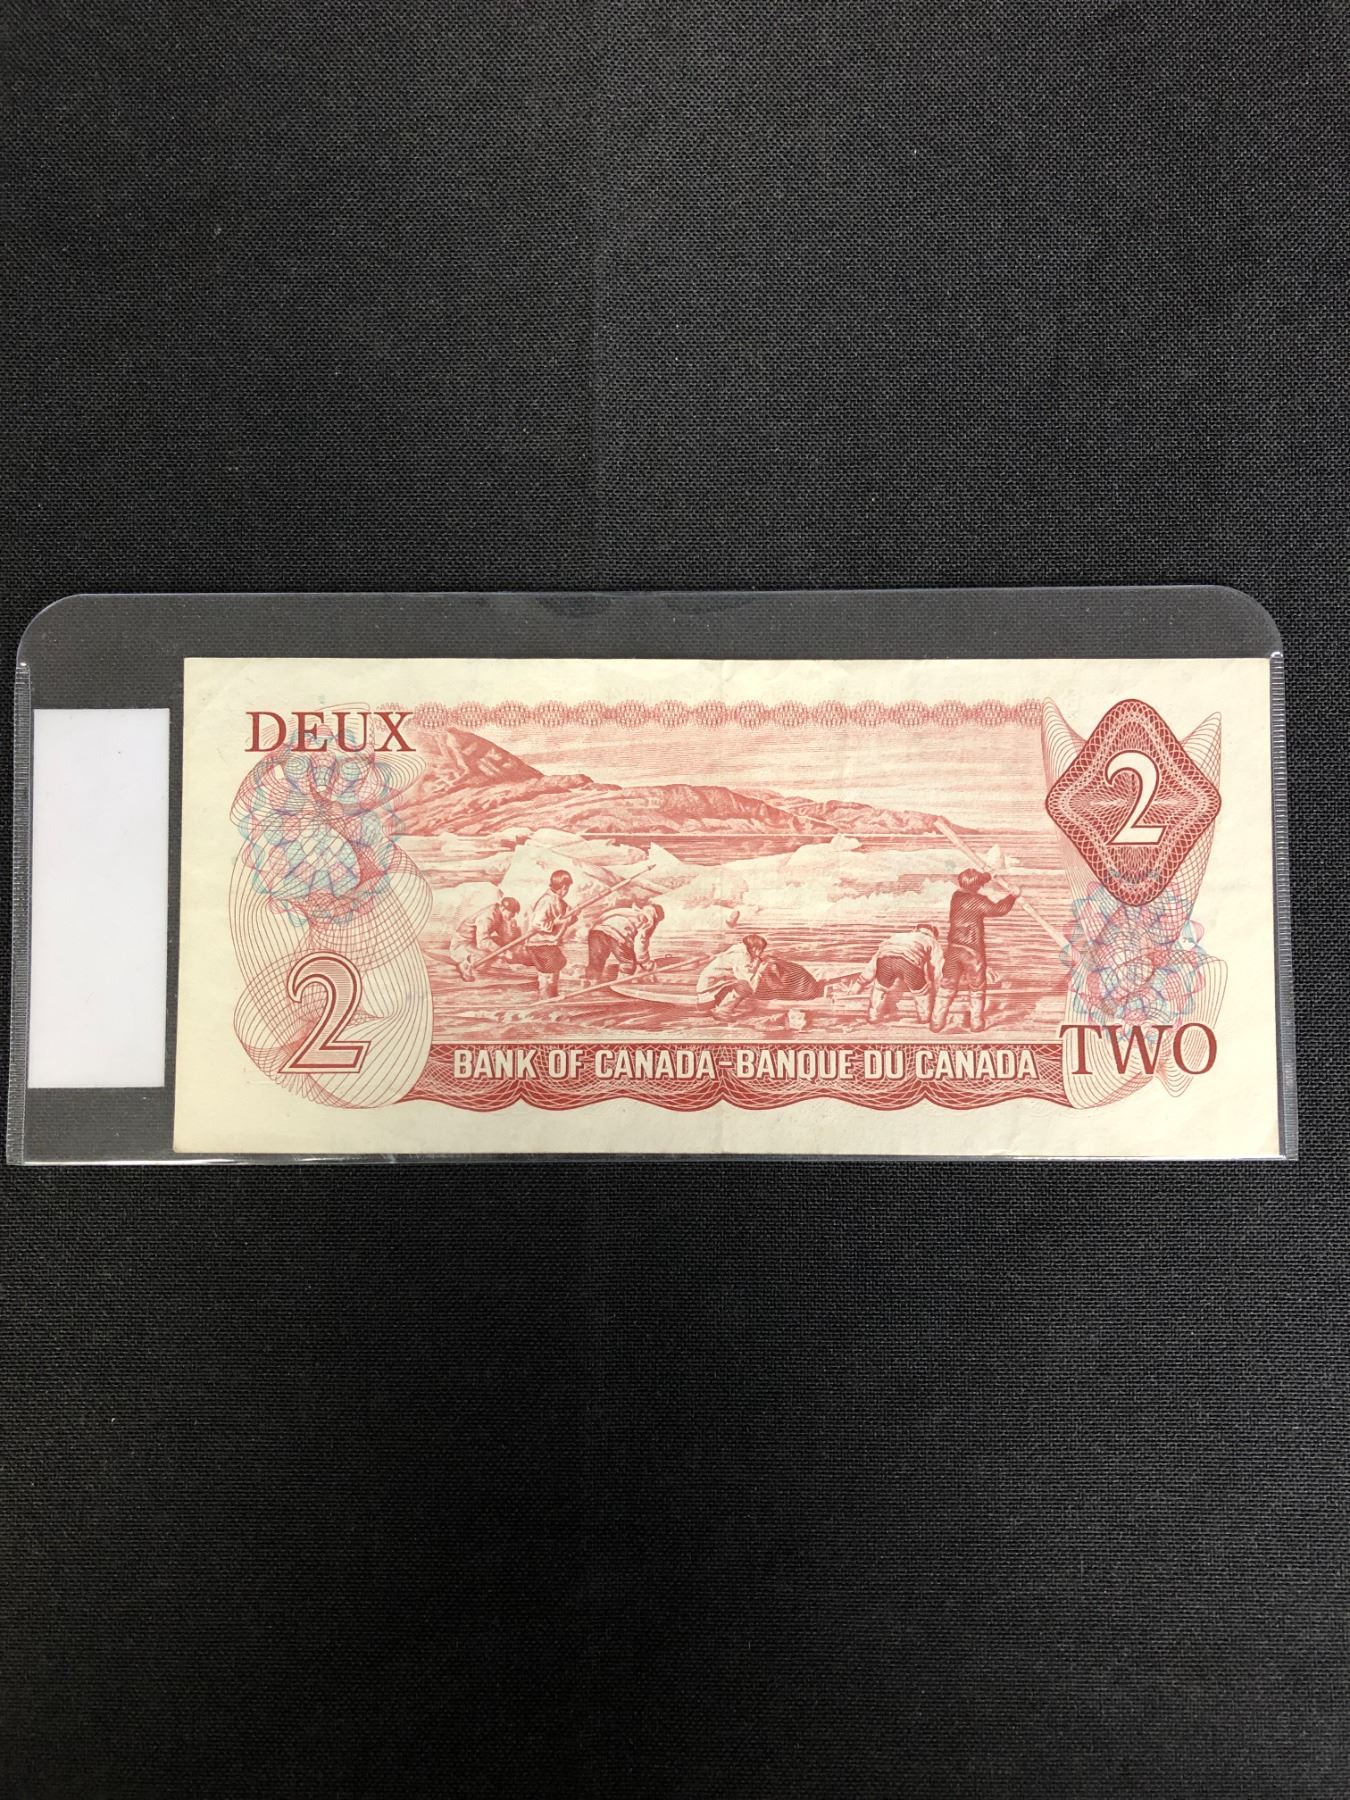 DEUX
2
2
BANK OF CANADA-BANQUE DU CANADA
TWO